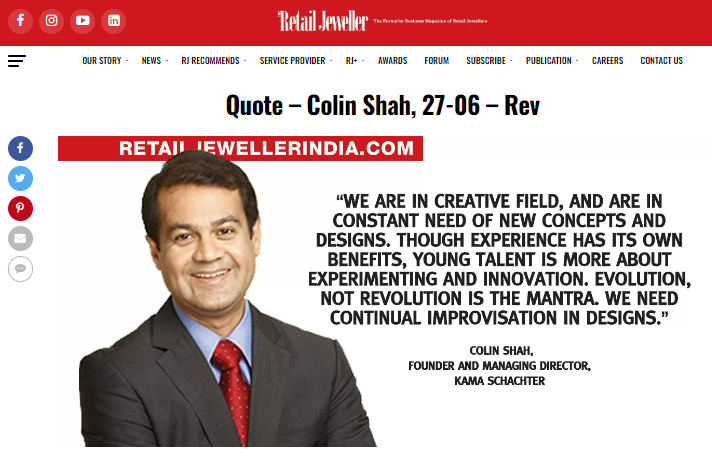 Retail Jeweller The Favourite Business Magazine of Retail Jewellers
OUR STORY NEWS RJ RECOMMENDS SERVICE PROVIDER RJ+ AWARDS FORUM SUBSCRIBE PUBLICATION CAREERS CONTACT US
Quote – Colin Shah, 27-06 – Rev
RETAILJEWELLERINDIA.COM
“WE ARE IN CREATIVE FIELD, AND ARE IN
CONSTANT NEED OF NEW CONCEPTS AND
DESIGNS. THOUGH EXPERIENCE HAS ITS OWN
BENEFITS, YOUNG TALENT IS MORE ABOUT
EXPERIMENTING AND INNOVATION. EVOLUTION,
NOT REVOLUTION IS THE MANTRA. WE NEED
CONTINUAL IMPROVISATION IN DESIGNS.”
COLIN SHAH,
FOUNDER AND MANAGING DIRECTOR,
KAMA SCHACHTER